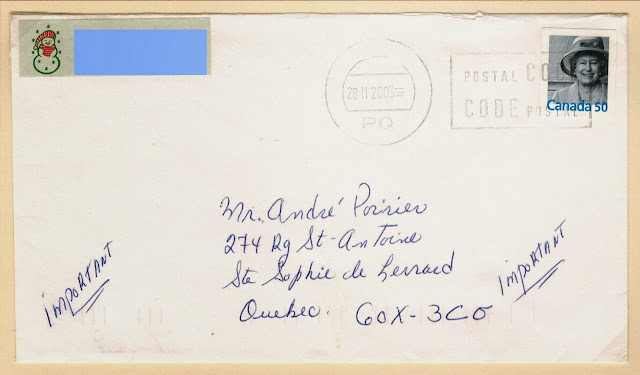 POSTAL CODE
CODE POSTAL
28-II 2005
PQ
Canada 50
Mr. André Poirier
274 Rg St-Antoine
Ste Sophie de Levrard
Quebec. G0X-3C0
IMPORTANT
IMPORTANT